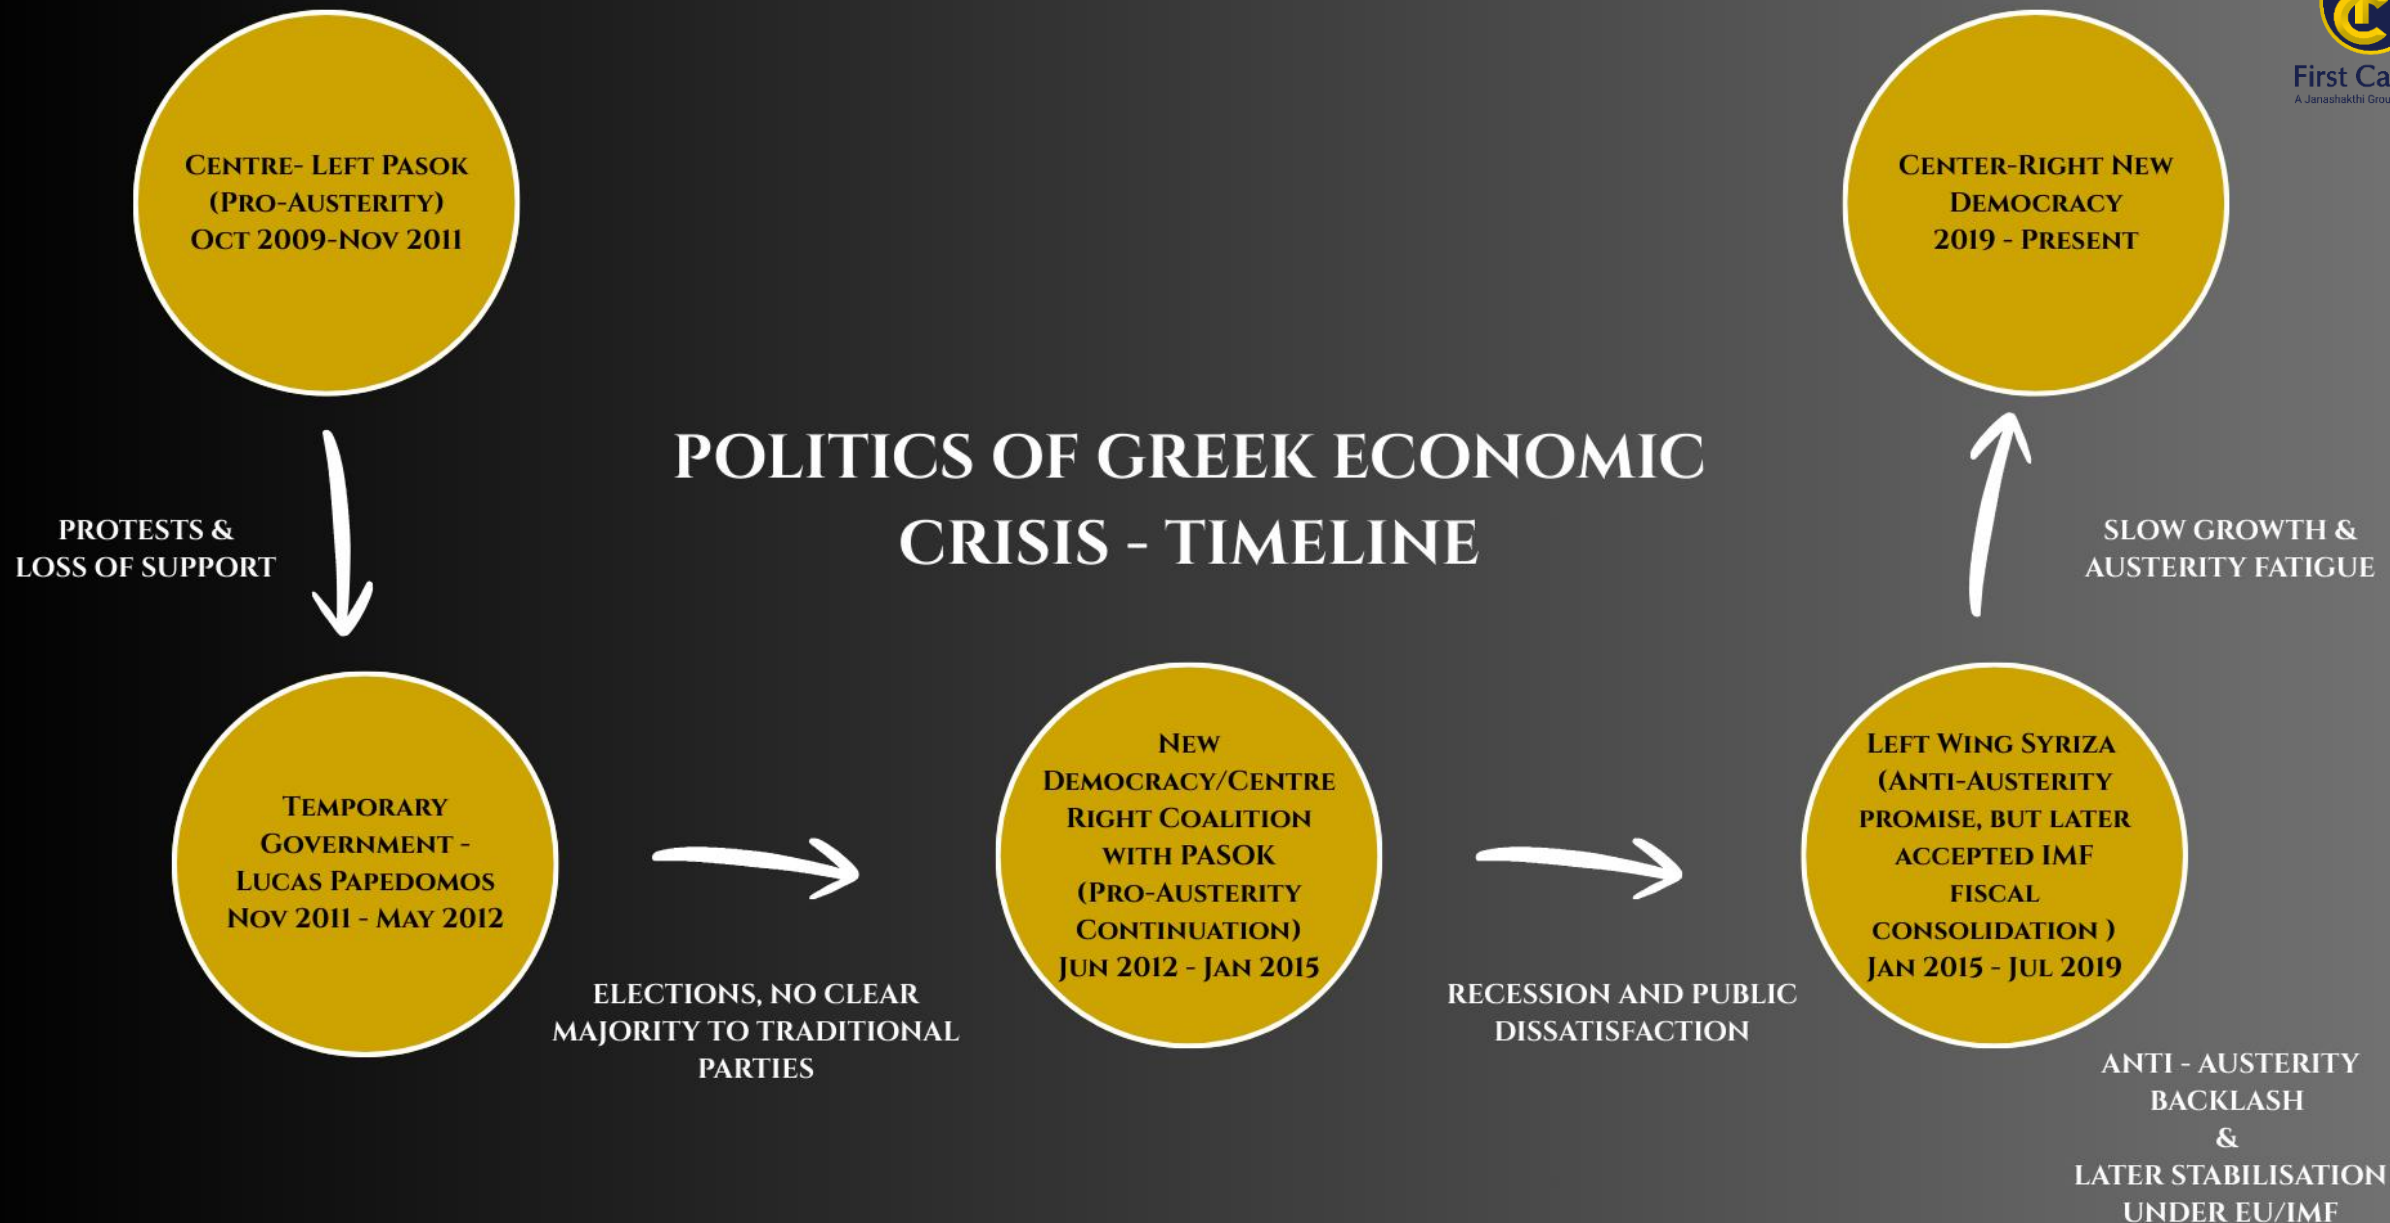 First Ca
A Janashakthi Grou
CENTRE- LEFT PASOK
(PRO-AUSTERITY)
OCT 2009-NOV 2011
CENTER-RIGHT NEW
DEMOCRACY
2019 - PRESENT
POLITICS OF GREEK ECONOMIC
CRISIS - TIMELINE
PROTESTS &
LOSS OF SUPPORT
SLOW GROWTH &
AUSTERITY FATIGUE
TEMPORARY
GOVERNMENT -
LUCAS PAPEDOMOS
NOV 2011 - MAY 2012
ELECTIONS, NO CLEAR
MAJORITY TO TRADITIONAL
PARTIES
NEW
DEMOCRACY/CENTRE
RIGHT COALITION
WITH PASOK
(PRO-AUSTERITY
CONTINUATION)
JUN 2012 - JAN 2015
RECESSION AND PUBLIC
DISSATISFACTION
LEFT WING SYRIZA
(ANTI-AUSTERITY
PROMISE, BUT LATER
ACCEPTED IMF
FISCAL
CONSOLIDATION )
JAN 2015 - JUL 2019
ANTI - AUSTERITY
BACKLASH
&
LATER STABILISATION
UNDER EU/IMF